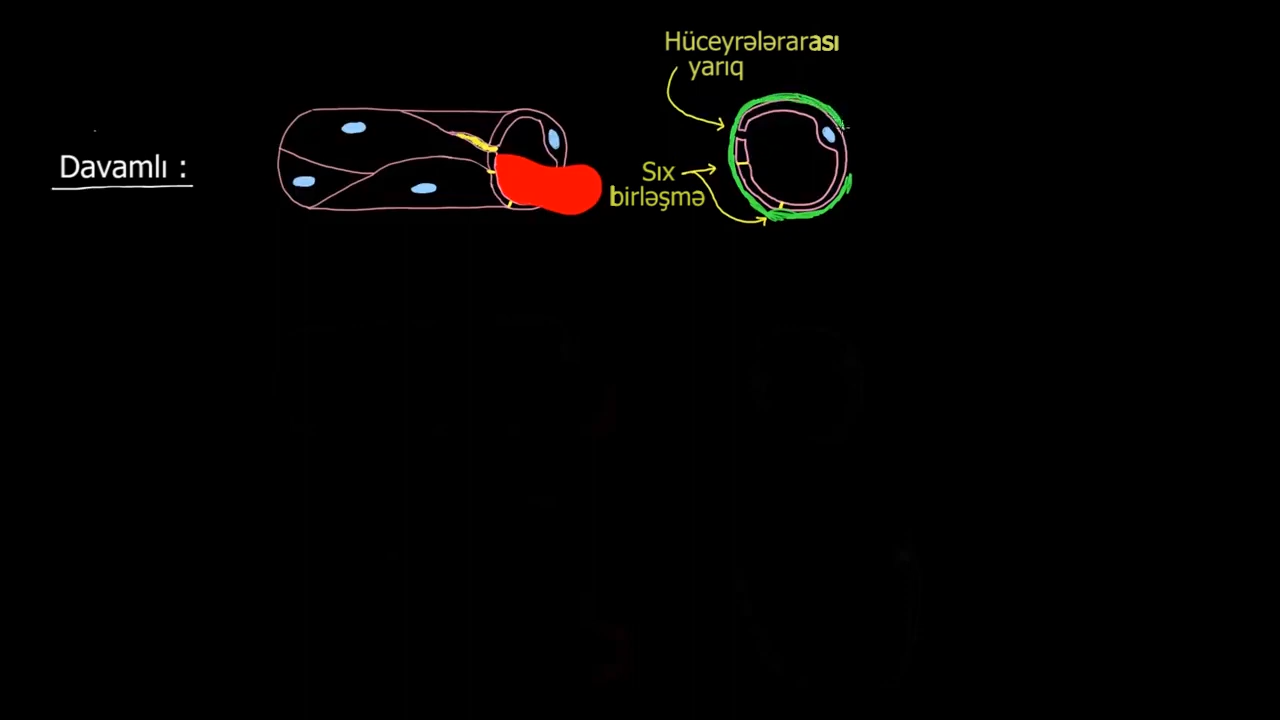 Hüceyrələrarası
yarıq
Davamlı :
Sıx
birləşmə